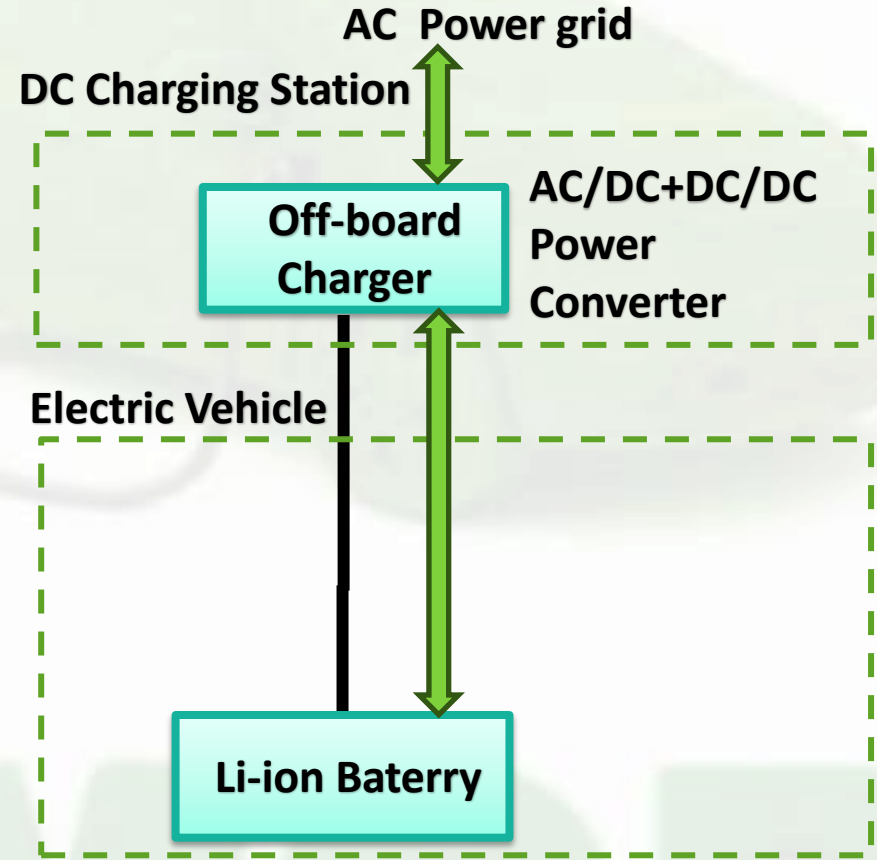 AC Power grid
DC Charging Station
Off-board
Charger
AC/DC+DC/DC
Power
Converter
Electric Vehicle
Li-ion Baterry